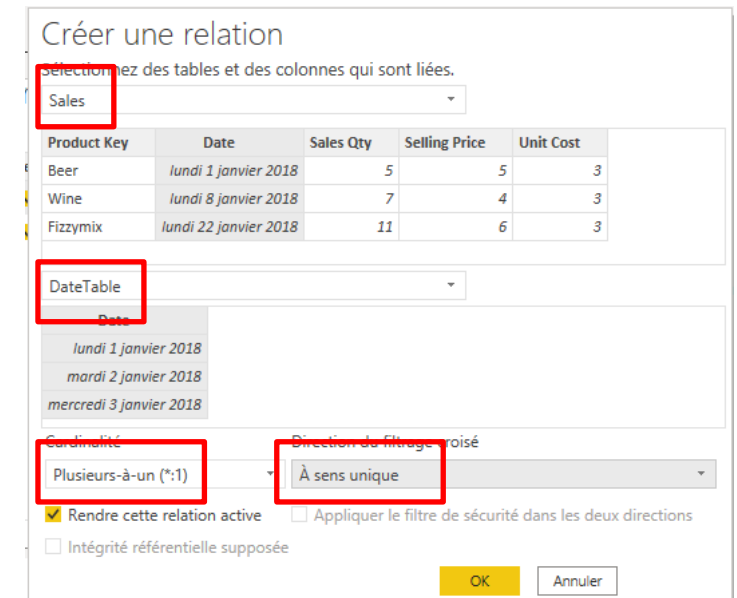 Créer une relation
Sélectionnez des tables et des colonnes qui sont liées.
Sales
Product Key Date Sales Qty Selling Price Unit Cost
Beer lundi 1 janvier 2018 5 5 3
Wine lundi 8 janvier 2018 7 4 3
Fizzymix lundi 22 janvier 2018 11 6 3
DateTable
Date
lundi 1 janvier 2018
mardi 2 janvier 2018
mercredi 3 janvier 2018
Cardinalité Direction du filtrage croisé
Plusieurs-à-un (*:1) À sens unique
Rendre cette relation active Appliquer le filtre de sécurité dans les deux directions
Intégrité référentielle supposée
OK Annuler